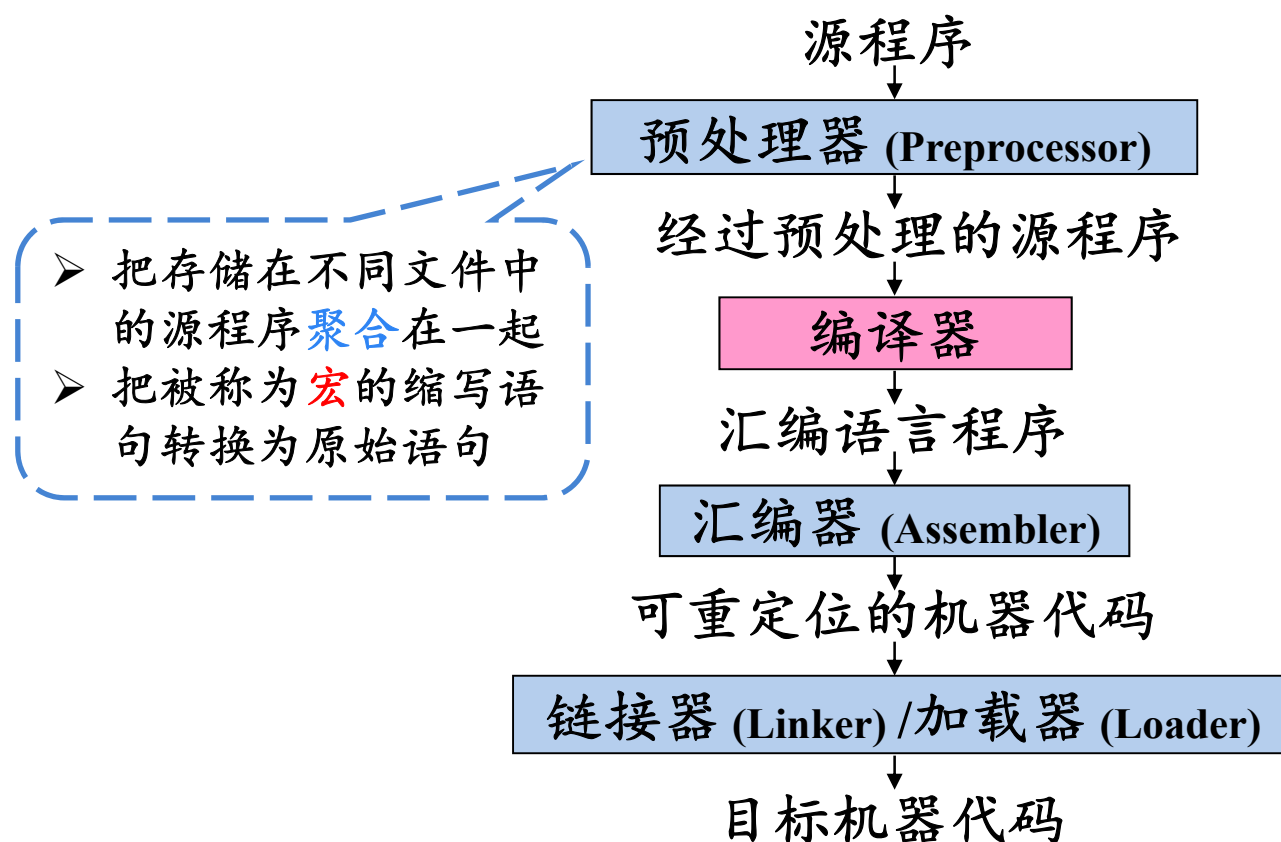 源程序
预处理器 (Preprocessor)
经过预处理的源程序
➢ 把存储在不同文件中
的源程序聚合在一起
➢ 把被称为宏的缩写语
句转换为原始语句
编译器
汇编语言程序
汇编器 (Assembler)
可重定位的机器代码
链接器 (Linker) /加载器 (Loader)
目标机器代码